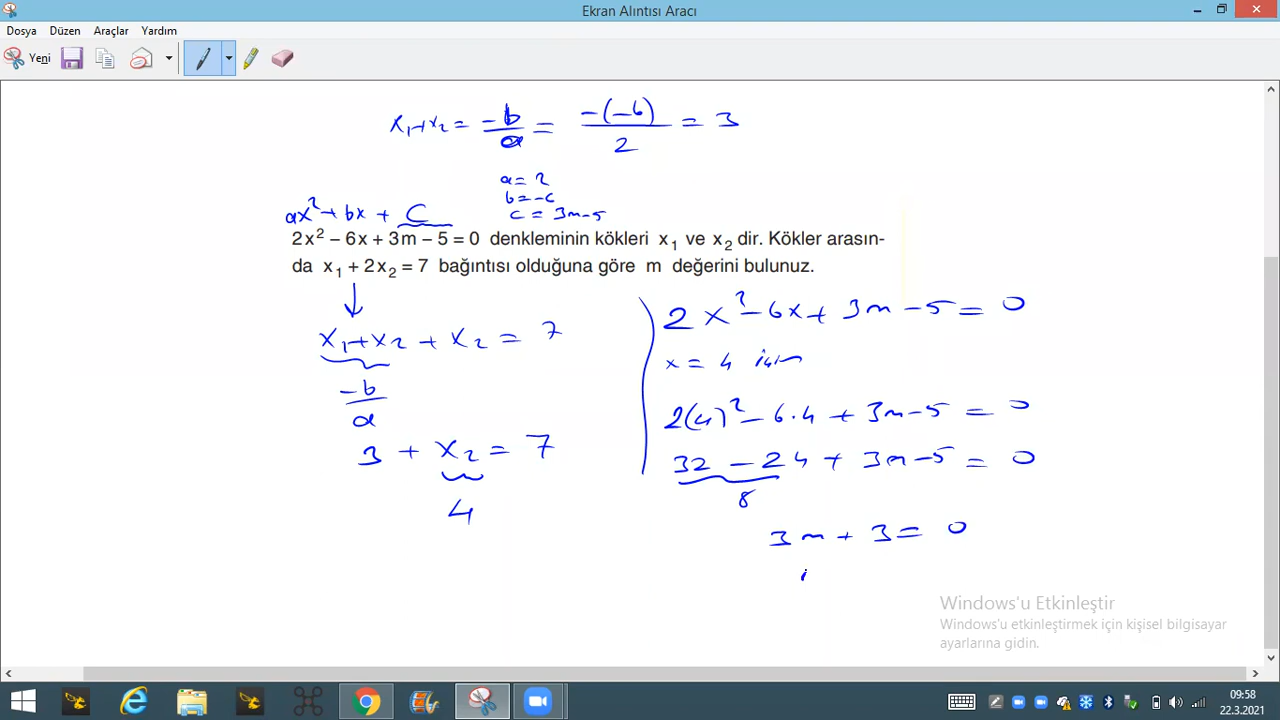 Ekran Alıntısı Aracı
Dosya Düzen Araçlar Yardım
Yeni
x₁+x₂ = -b/a = -(-6)/2 = 3
a = 2
b = -c
c = 3m-5
ax² + bx + C
2x² – 6x + 3m – 5 = 0 denkleminin kökleri x₁ ve x₂ dir. Kökler arasın-
da x₁ + 2x₂ = 7 bağıntısı olduğuna göre m değerini bulunuz.
x₁+x₂ + x₂ = 7
-b/a
3 + x₂ = 7
4
2x² - 6x + 3m - 5 = 0
x = 4 için
2(4)² - 6.4 + 3m - 5 = 0
32 - 24 + 3m - 5 = 0
8
3m + 3 = 0
Windows'u Etkinleştir
Windows'u etkinleştirmek için kişisel bilgisayar
ayarlarına gidin.
09:58
22.3.2021